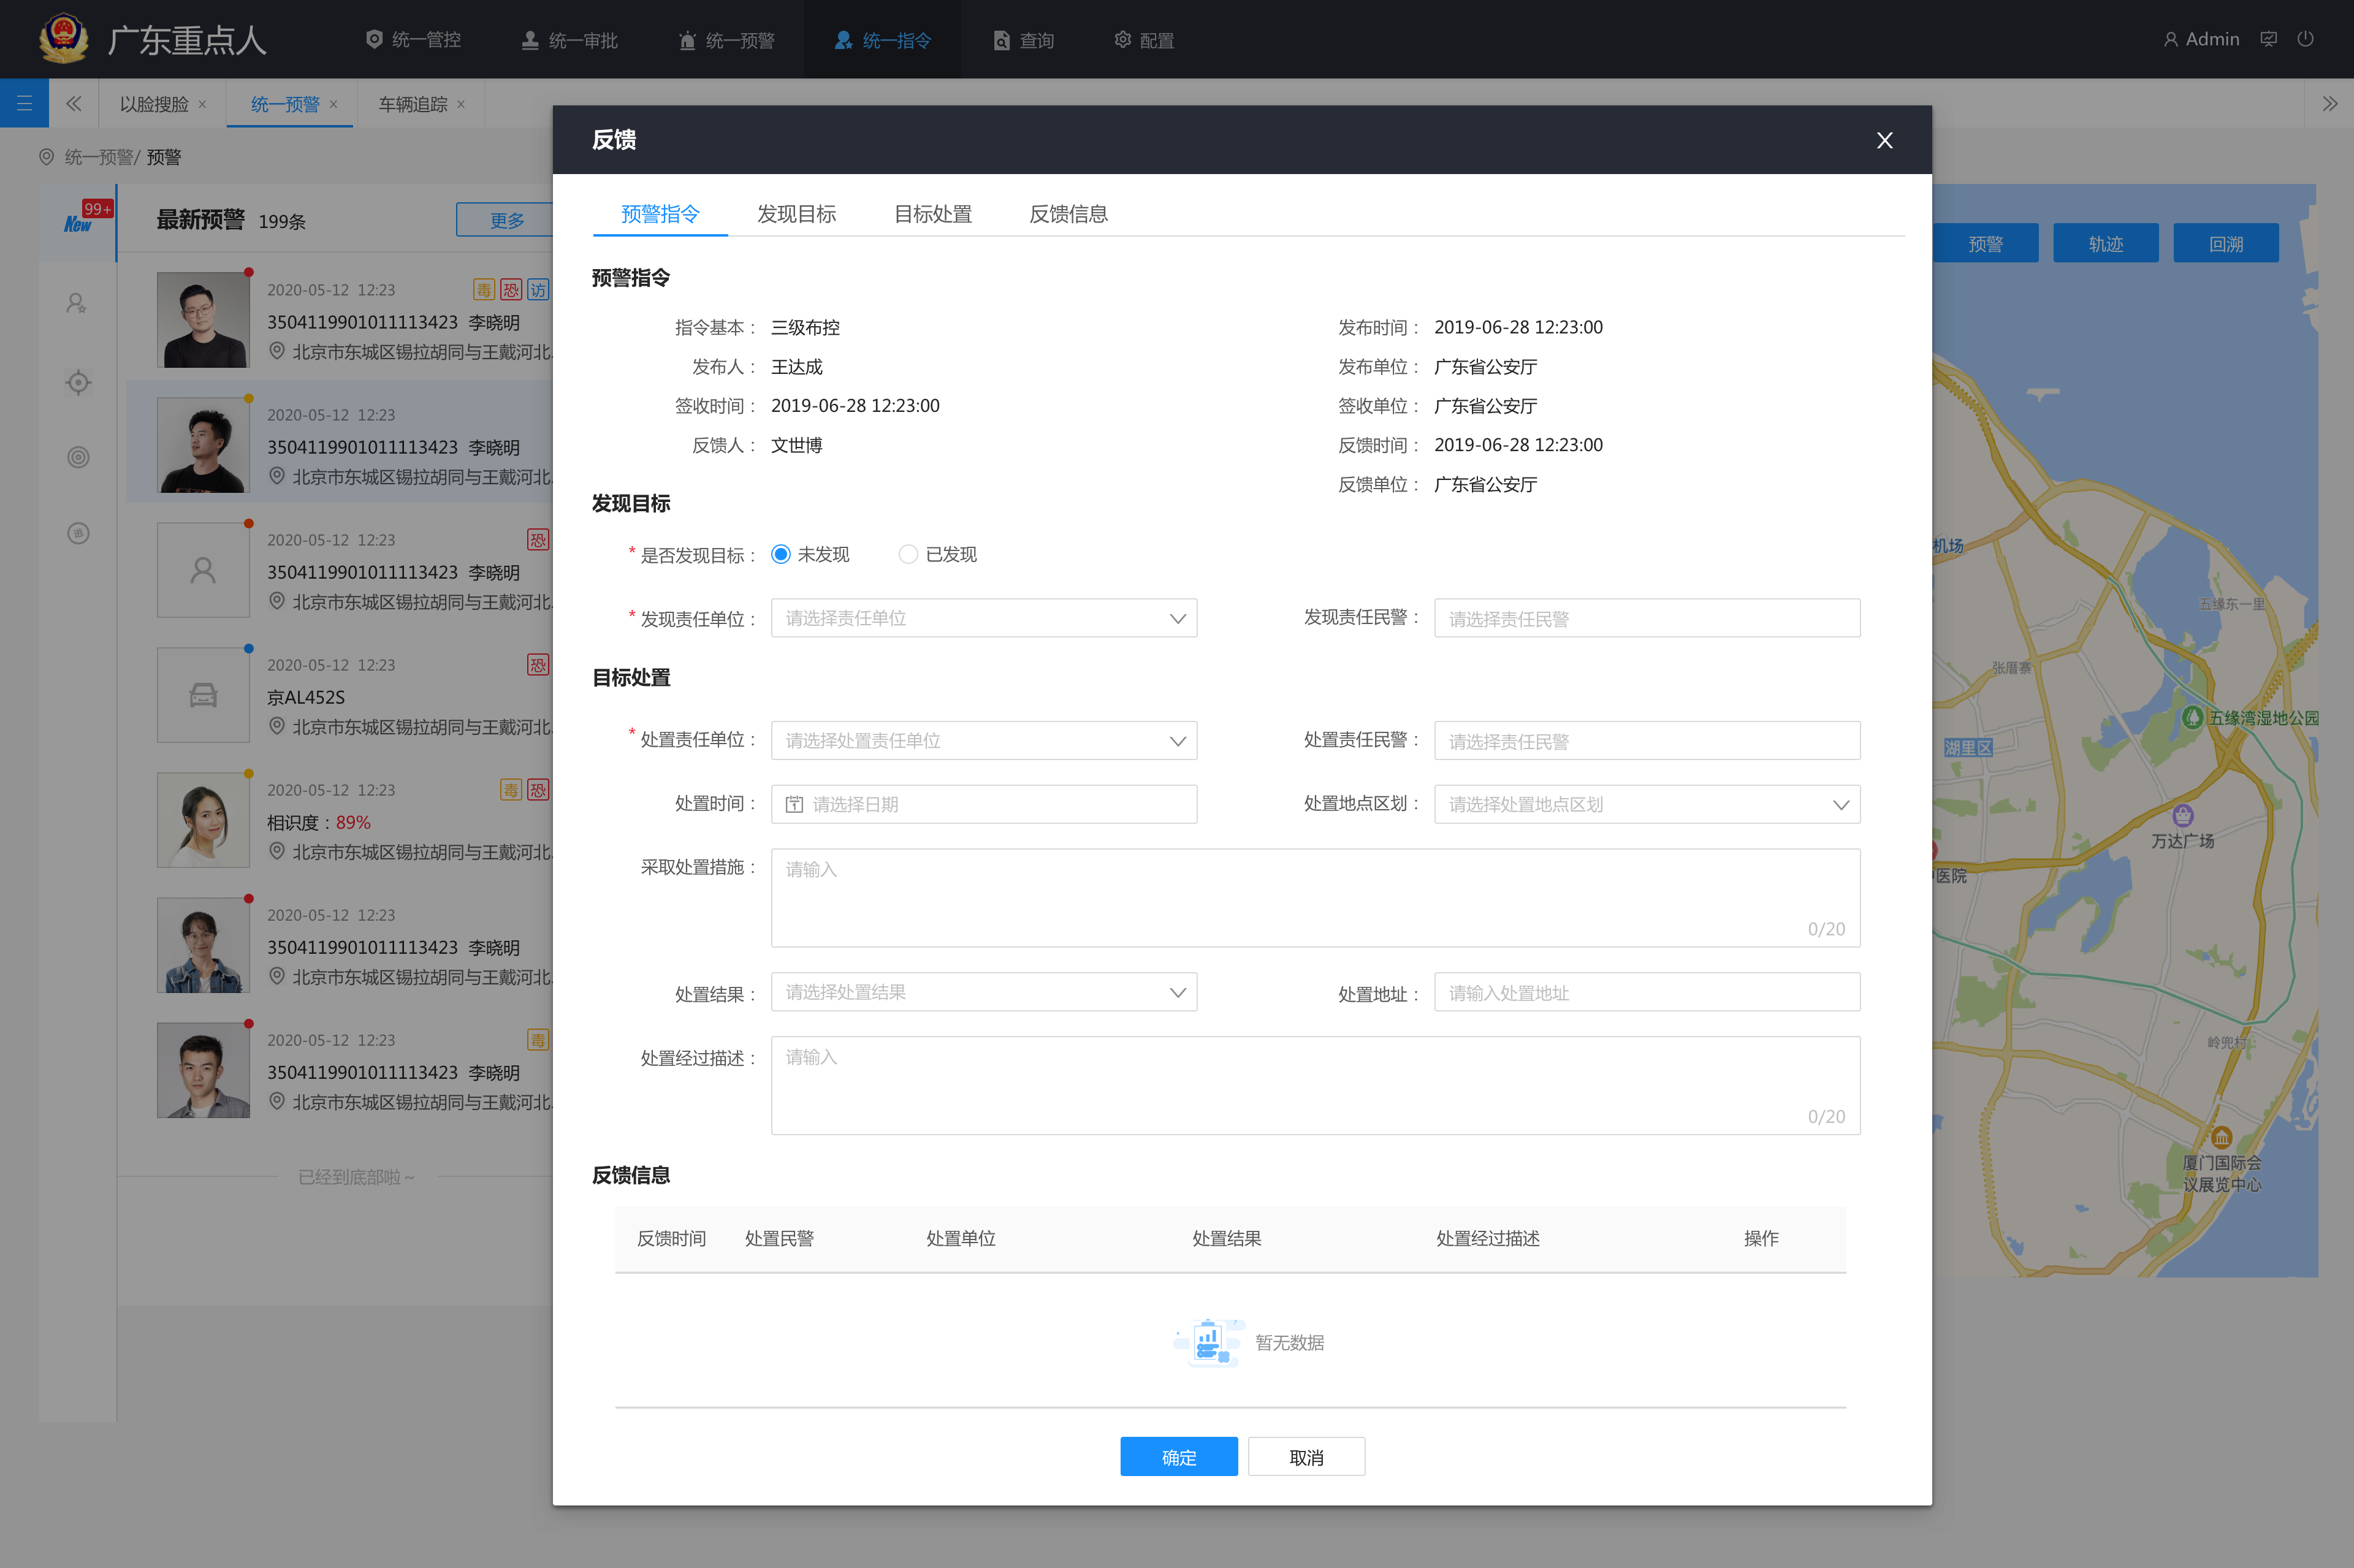 广东重点人
统一管控
统一审批
统一预警
统一指令
查询
配置
Admin
以脸搜脸 ×
统一预警 ×
车辆追踪 ×
统一预警/ 预警
99+
New
最新预警 199条
更多
2020-05-12 12:23 毒 恐 访
3504119901011113423 李晓明
北京市东城区锡拉胡同与王戴河北.
2020-05-12 12:23
3504119901011113423 李晓明
北京市东城区锡拉胡同与王戴河北.
2020-05-12 12:23 恐
3504119901011113423 李晓明
北京市东城区锡拉胡同与王戴河北.
2020-05-12 12:23 恐
京AL452S
北京市东城区锡拉胡同与王戴河北.
2020-05-12 12:23 毒 恐
相识度：89%
北京市东城区锡拉胡同与王戴河北.
2020-05-12 12:23
3504119901011113423 李晓明
北京市东城区锡拉胡同与王戴河北.
2020-05-12 12:23 毒
3504119901011113423 李晓明
北京市东城区锡拉胡同与王戴河北.
已经到底部啦 ~
反馈
预警指令 发现目标 目标处置 反馈信息
预警指令
指令基本： 三级布控 发布时间： 2019-06-28 12:23:00
发布人： 王达成 发布单位： 广东省公安厅
签收时间： 2019-06-28 12:23:00 签收单位： 广东省公安厅
反馈人： 文世博 反馈时间： 2019-06-28 12:23:00
反馈单位： 广东省公安厅
发现目标
* 是否发现目标： 未发现 已发现
* 发现责任单位： 请选择责任单位 发现责任民警： 请选择责任民警
目标处置
* 处置责任单位： 请选择处置责任单位 处置责任民警： 请选择责任民警
处置时间： 请选择日期 处置地点区划： 请选择处置地点区划
采取处置措施： 请输入
0/20
处置结果： 请选择处置结果 处置地址： 请输入处置地址
处置经过描述： 请输入
0/20
反馈信息
反馈时间 处置民警 处置单位 处置结果 处置经过描述 操作
暂无数据
确定 取消
预警 轨迹 回溯
机场
五缘东一里
张厝寨
五缘湾湿地公园
湖里区
万达广场
医院
岭兜村
厦门国际会
议展览中心